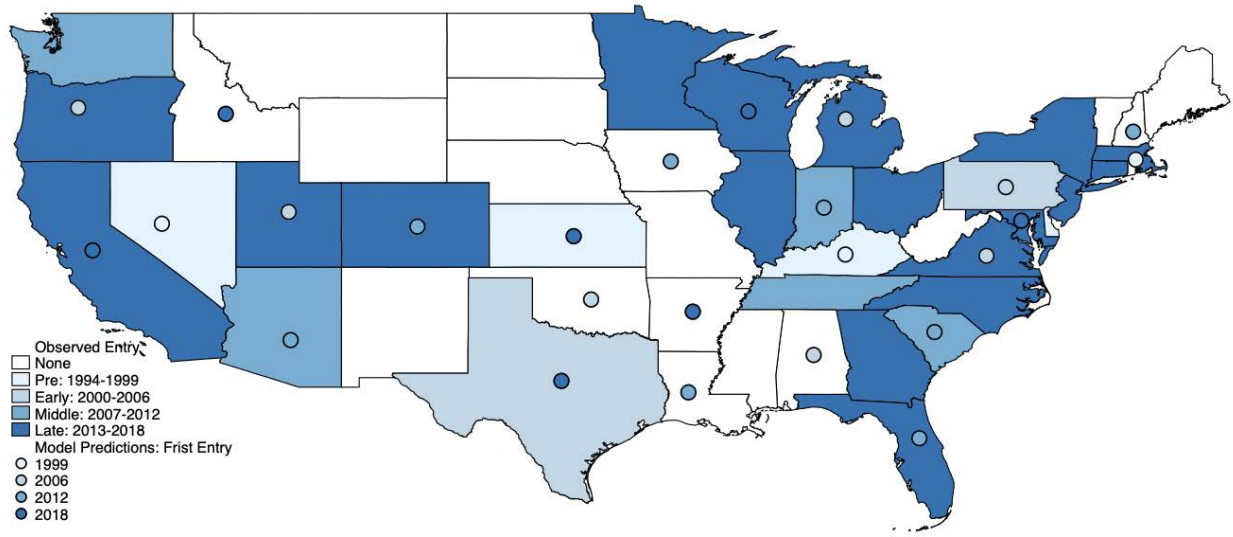 Observed Entry
None
Pre: 1994-1999
Early: 2000-2006
Middle: 2007-2012
Late: 2013-2018
Model Predictions: Frist Entry
1999
2006
2012
2018